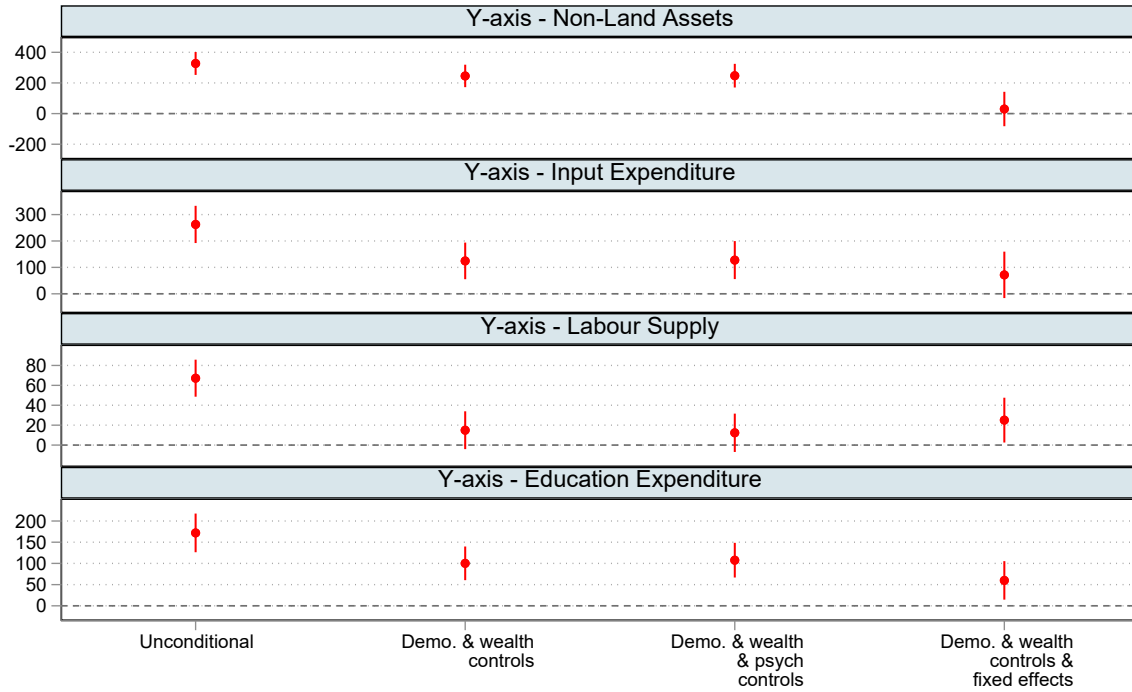 Y-axis - Non-Land Assets
400
200
0
-200
Y-axis - Input Expenditure
300
200
100
0
Y-axis - Labour Supply
80
60
40
20
0
Y-axis - Education Expenditure
200
150
100
50
0
Unconditional
Demo. & wealth
controls
Demo. & wealth
& psych
controls
Demo. & wealth
controls &
fixed effects